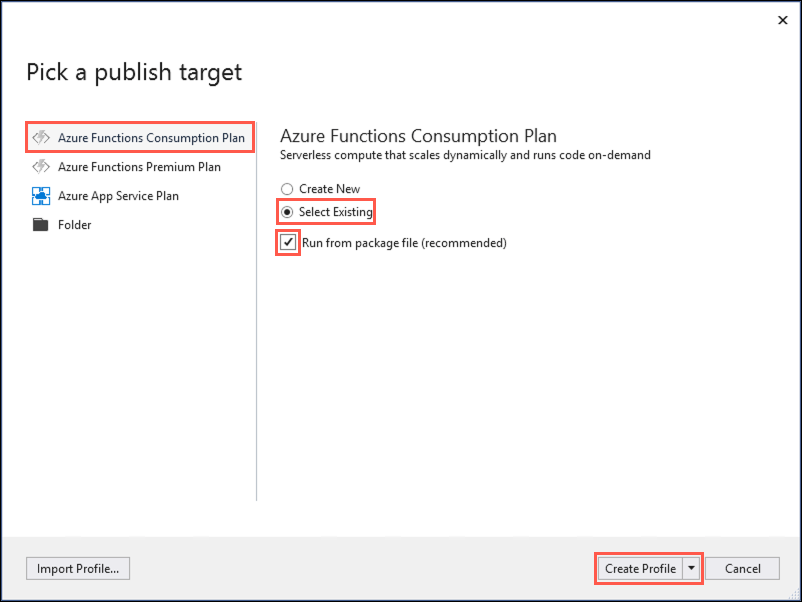 Pick a publish target
Azure Functions Consumption Plan
Azure Functions Premium Plan
Azure App Service Plan
Folder
Azure Functions Consumption Plan
Serverless compute that scales dynamically and runs code on-demand
Create New
Select Existing
Run from package file (recommended)
Import Profile...
Create Profile
Cancel